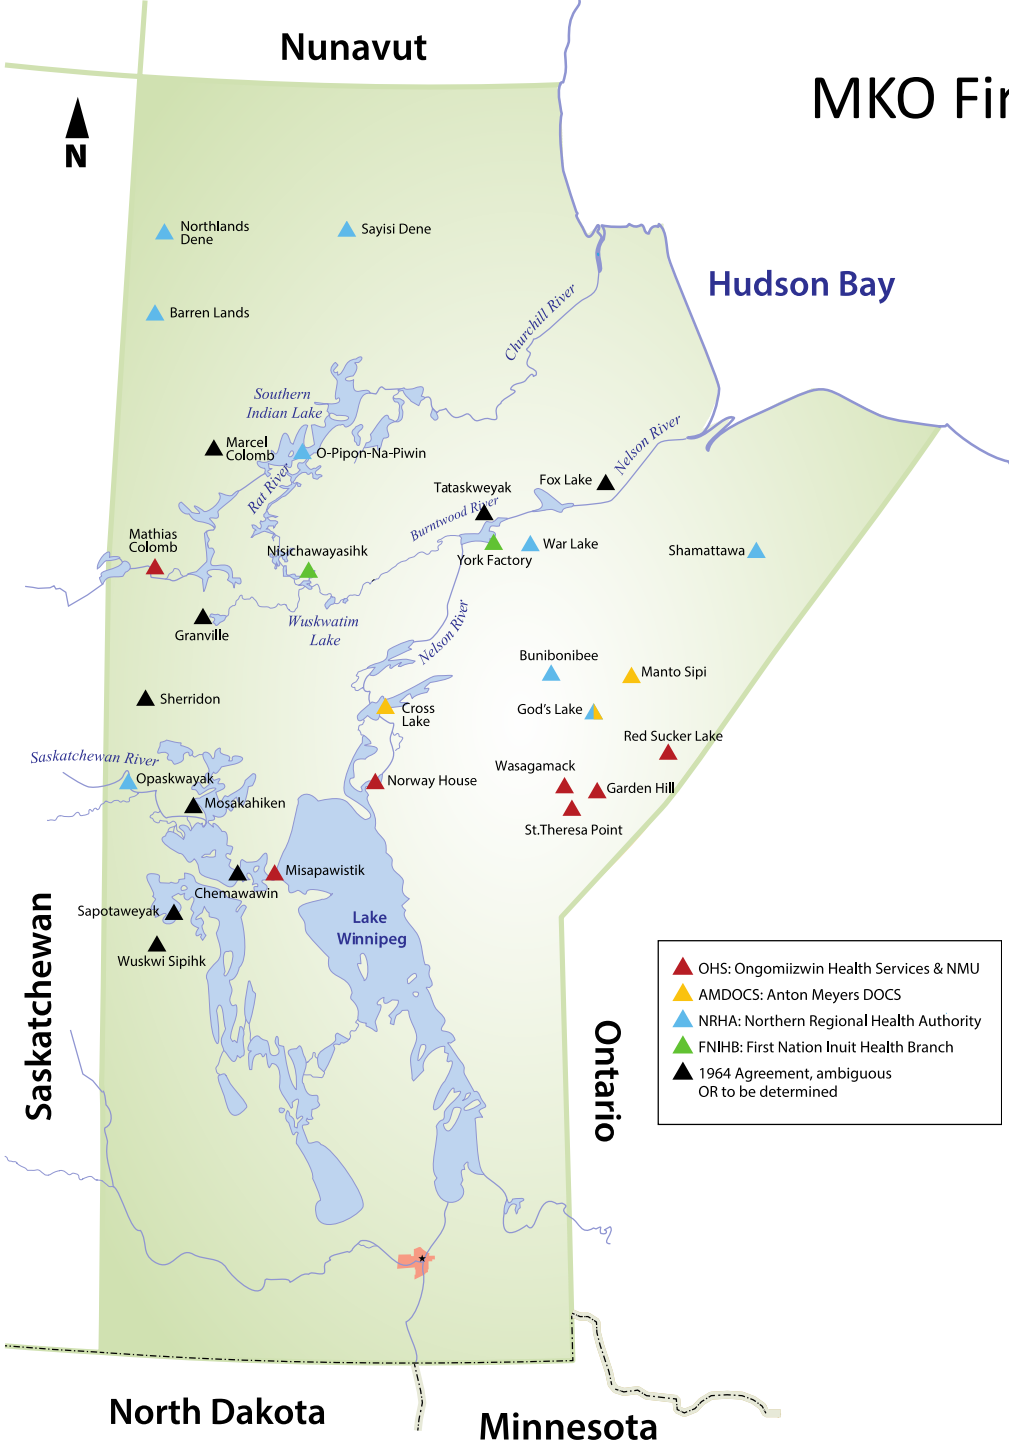 Nunavut
MKO Fir
N
Northlands
Dene
Sayisi Dene
Hudson Bay
Barren Lands
Churchill River
Southern
Indian Lake
Marcel
Colomb
O-Pipon-Na-Piwin
Rat River
Nelson River
Fox Lake
Tataskweyak
Burntwood River
Mathias
Colomb
Nisichawayasihk
York Factory
War Lake
Shamattawa
Granville
Wuskwatim
Lake
Nelson River
Bunibonibee
Manto Sipi
Sherridon
Cross
Lake
God's Lake
Red Sucker Lake
Saskatchewan River
Opaskwayak
Norway House
Wasagamack
Garden Hill
Mosakahiken
St.Theresa Point
Misapawistik
Chemawawin
Sapotaweyak
Lake
Winnipeg
Wuskwi Sipihk
Saskatchewan
Ontario
OHS: Ongomiizwin Health Services & NMU
AMDOCS: Anton Meyers DOCS
NRHA: Northern Regional Health Authority
FNIHB: First Nation Inuit Health Branch
1964 Agreement, ambiguous
OR to be determined
North Dakota
Minnesota